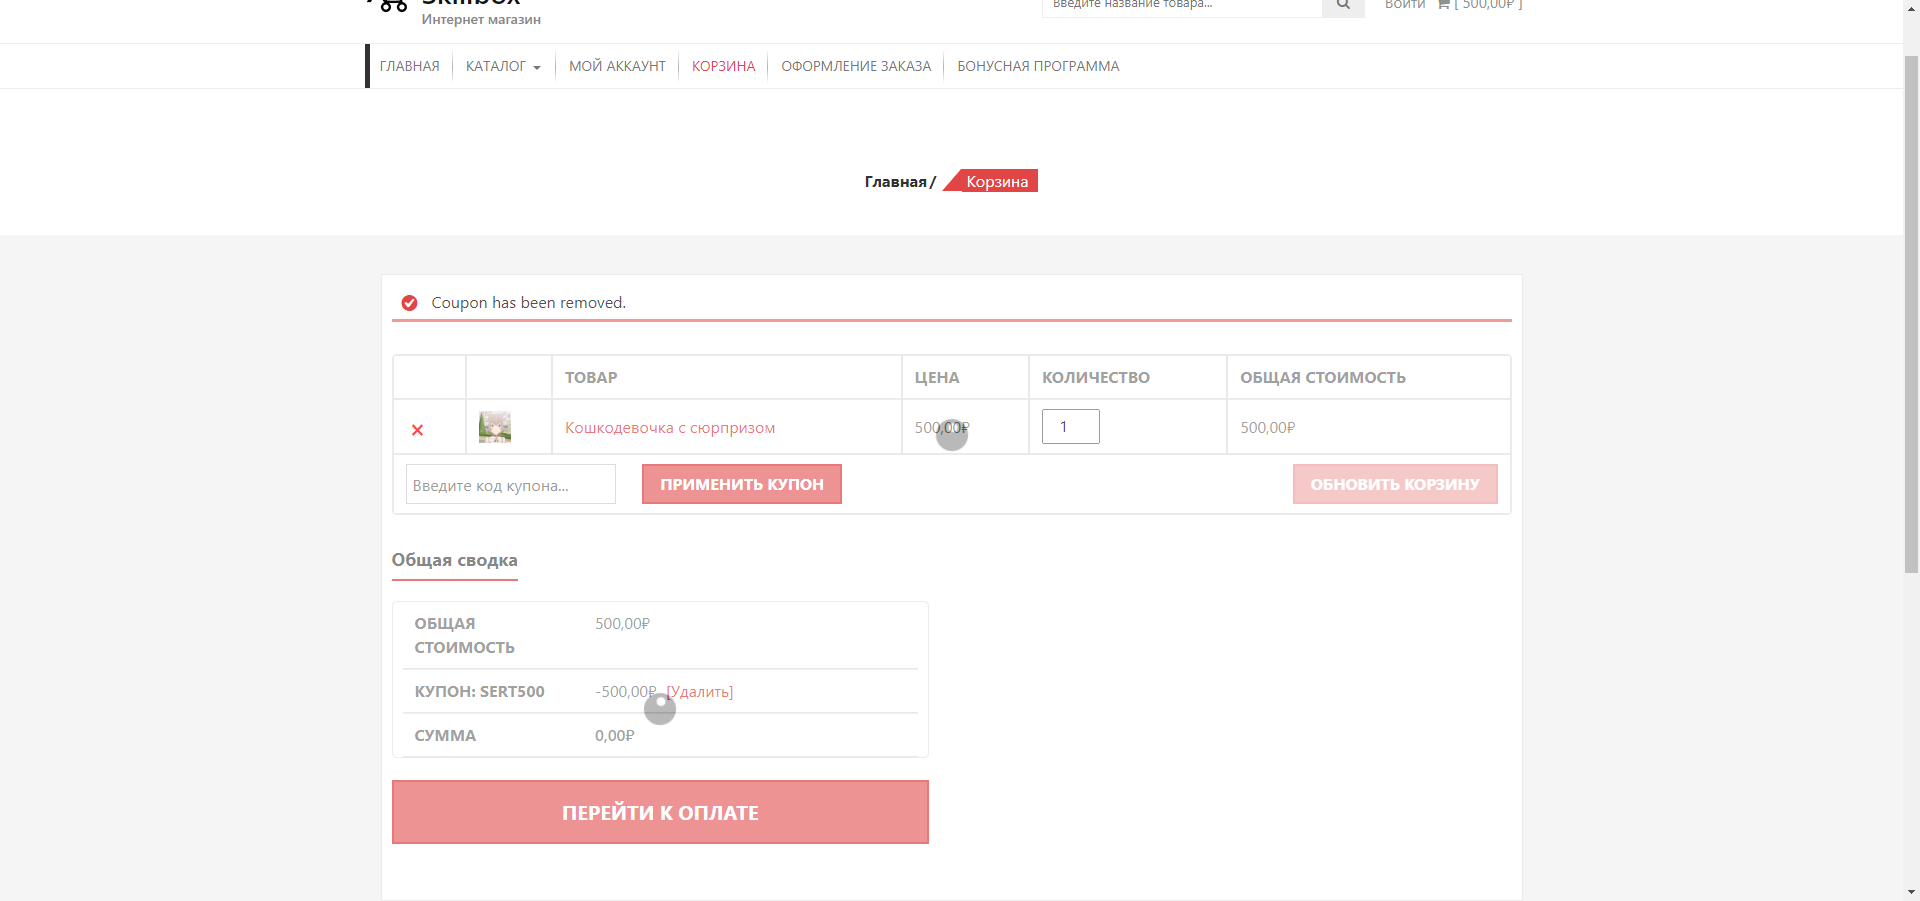 Skillbox
Интернет магазин
Введите название товара...
Войти
[ 500,00₽ ]
ГЛАВНАЯ
КАТАЛОГ
МОЙ АККАУНТ
КОРЗИНА
ОФОРМЛЕНИЕ ЗАКАЗА
БОНУСНАЯ ПРОГРАММА
Главная /
Корзина
Coupon has been removed.
ТОВАР
ЦЕНА
КОЛИЧЕСТВО
ОБЩАЯ СТОИМОСТЬ
Кошкодевочка с сюрпризом
500,00₽
1
500,00₽
Введите код купона...
ПРИМЕНИТЬ КУПОН
ОБНОВИТЬ КОРЗИНУ
Общая сводка
ОБЩАЯ
СТОИМОСТЬ
500,00₽
КУПОН: SERT500
-500,00₽ [Удалить]
СУММА
0,00₽
ПЕРЕЙТИ К ОПЛАТЕ